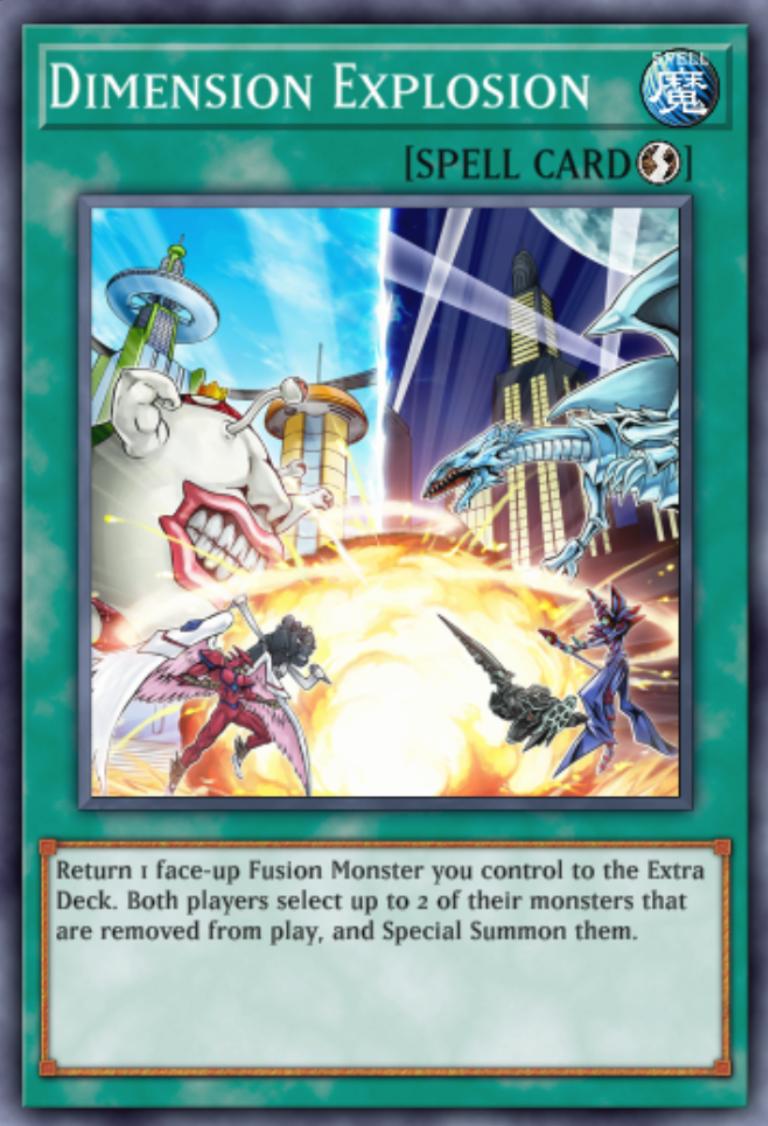 DIMENSION EXPLOSION
SPELL
魔
[SPELL CARD]
Return 1 face-up Fusion Monster you control to the Extra
Deck. Both players select up to 2 of their monsters that
are removed from play, and Special Summon them.